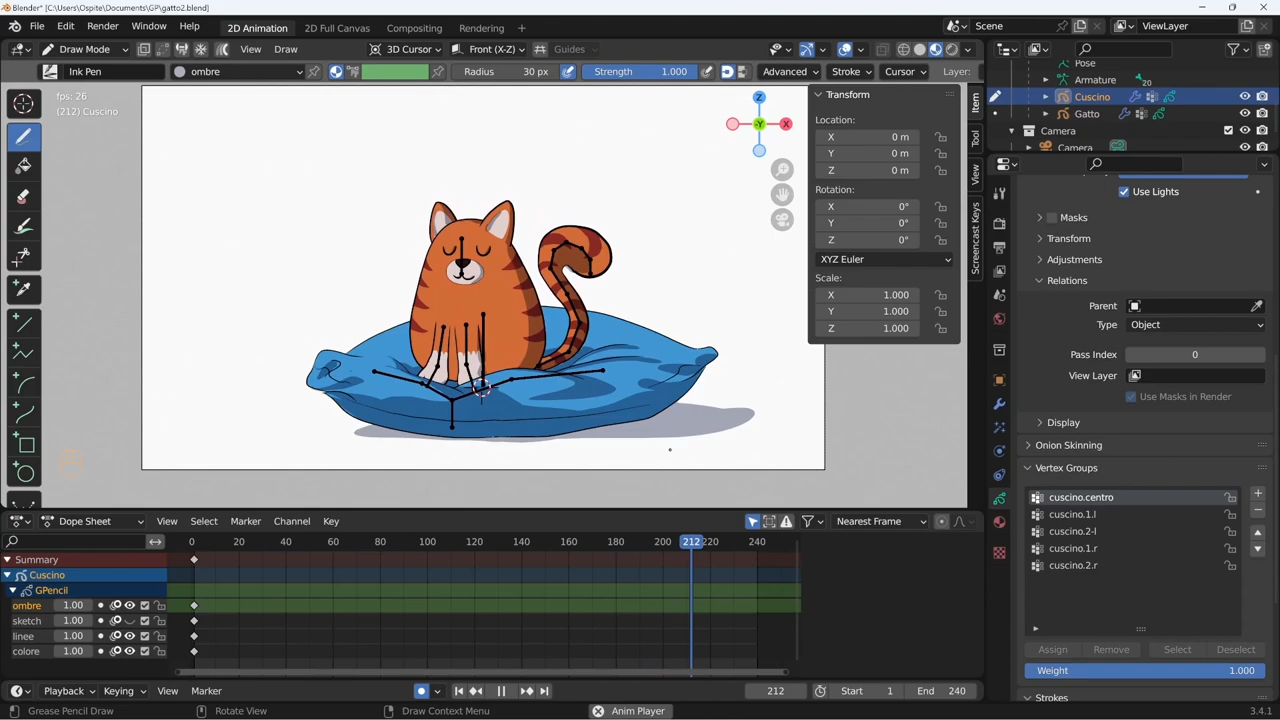 Blender* [C:\Users\Ospite\Documents\GP\gatto2.blend]
File Edit Render Window Help 2D Animation 2D Full Canvas Compositing Rendering Scene ViewLayer
Draw Mode View Draw 3D Cursor Front (X-Z) Guides
Ink Pen ombre Radius 30 px Strength 1.000 Advanced Stroke Cursor Layer:
fps: 26
(212) Cuscino
Z
-Y
X
Transform
Location:
X 0 m
Y 0 m
Z 0 m
Rotation:
X 0°
Y 0°
Z 0°
XYZ Euler
Scale:
X 1.000
Y 1.000
Z 1.000
Item
Tool
View
Screencast Keys
Pose
Armature 20
Cuscino
Gatto
Camera
Camera
Use Lights
Masks
Transform
Adjustments
Relations
Parent
Type Object
Pass Index 0
View Layer
Use Masks in Render
Display
Onion Skinning
Vertex Groups
cuscino.centro
cuscino.1.l
cuscino.2-l
cuscino.1.r
cuscino.2.r
Assign Remove Select Deselect
Weight 1.000
Strokes
Dope Sheet View Select Marker Channel Key Nearest Frame
0 20 40 60 80 100 120 140 160 180 200 212 220 240
Summary
Cuscino
GPencil
ombre 1.00
sketch 1.00
linee 1.00
colore 1.00
Playback Keying View Marker 212 Start 1 End 240
Grease Pencil Draw Rotate View Draw Context Menu Anim Player 3.4.1